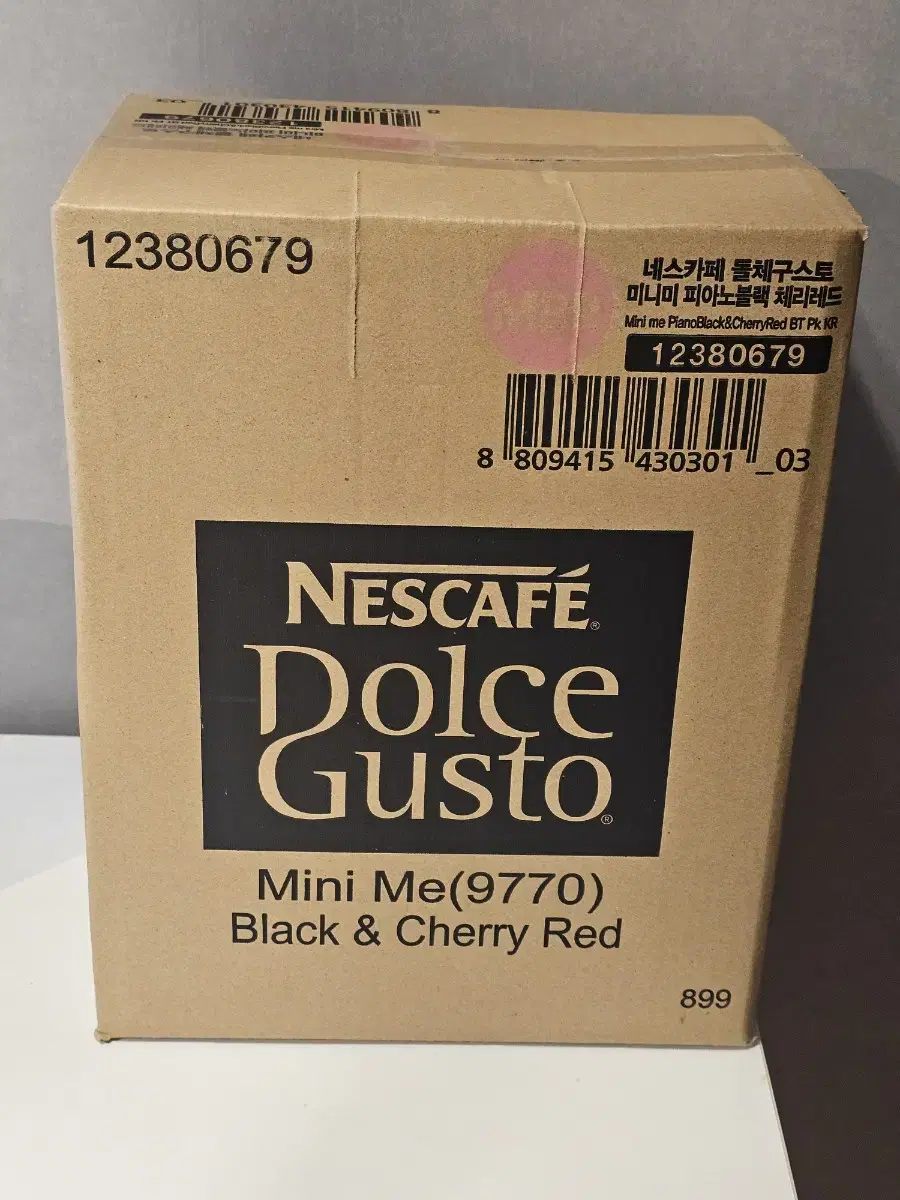 12380679
네스카페 돌체구스토
미니미 피아노블랙 체리레드
Mini me PianoBlack&CherryRed BT Pk KR
12380679
8 809415 430301 _03
NESCAFÉ®
Dolce
Gusto®
Mini Me(9770)
Black & Cherry Red
899